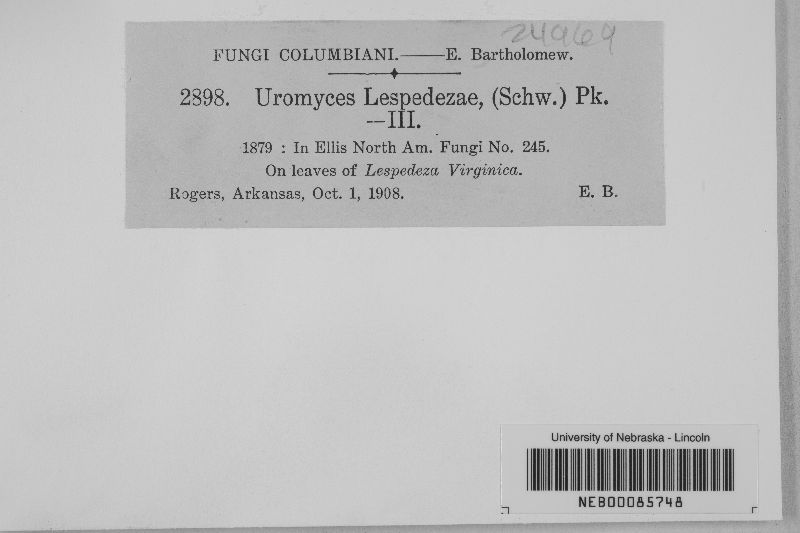 24969
FUNGI COLUMBIANI.——E. Bartholomew.
2898. Uromyces Lespedezae, (Schw.) Pk.
—III.
1879 : In Ellis North Am. Fungi No. 245.
On leaves of Lespedeza Virginica.
Rogers, Arkansas, Oct. 1, 1908. E. B.
University of Nebraska - Lincoln
NEB00085748